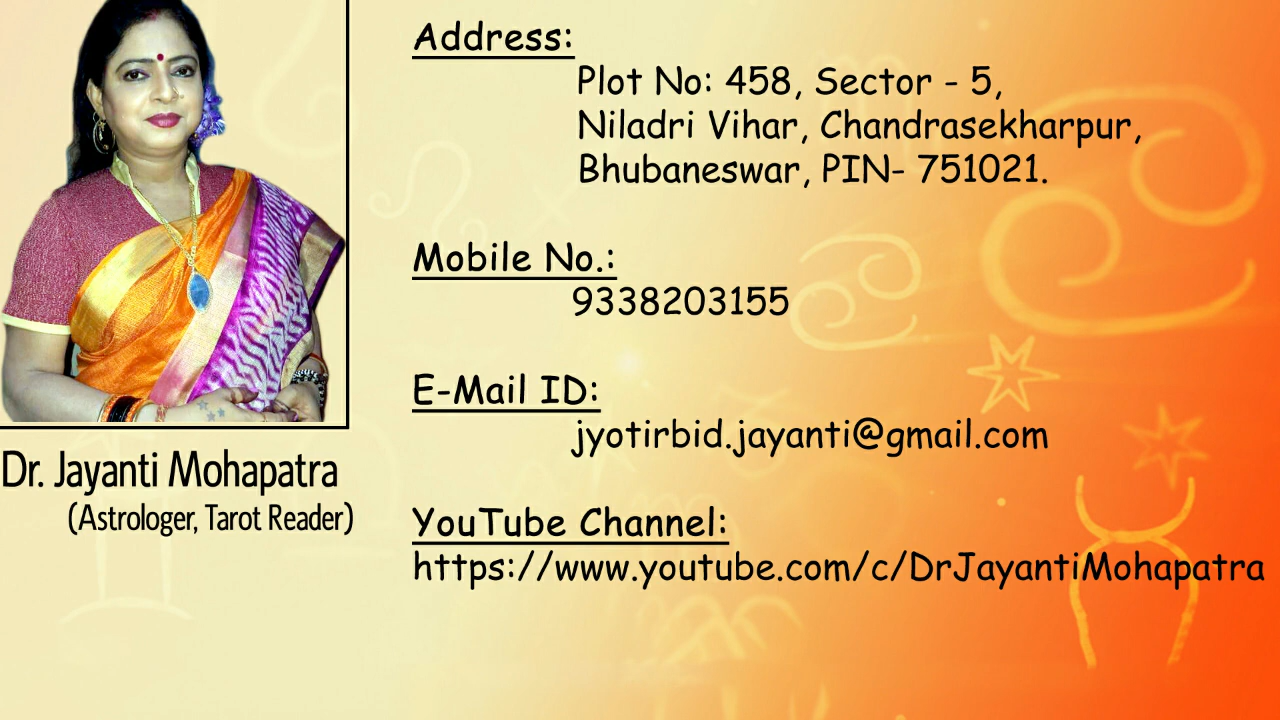 Address:
Plot No: 458, Sector - 5,
Niladri Vihar, Chandrasekharpur,
Bhubaneswar, PIN- 751021.
Mobile No.:
9338203155
E-Mail ID:
jyotirbid.jayanti@gmail.com
YouTube Channel:
https://www.youtube.com/c/DrJayantiMohapatra
Dr. Jayanti Mohapatra
(Astrologer, Tarot Reader)